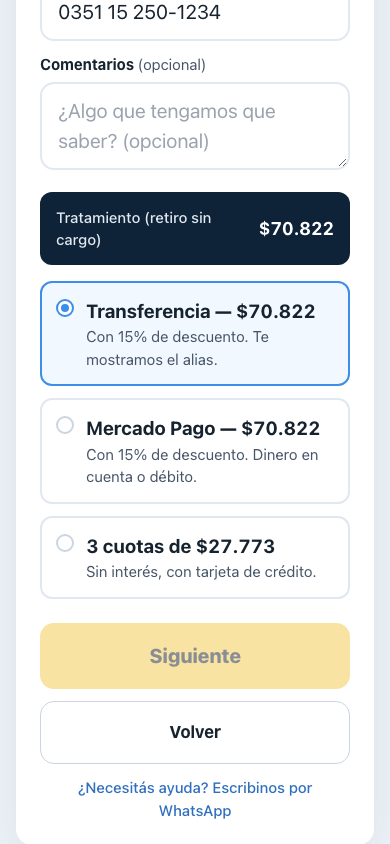 0351 15 250-1234
Comentarios (opcional)
¿Algo que tengamos que
saber? (opcional)
Tratamiento (retiro sin
cargo)
$70.822
Transferencia — $70.822
Con 15% de descuento. Te
mostramos el alias.
Mercado Pago — $70.822
Con 15% de descuento. Dinero en
cuenta o débito.
3 cuotas de $27.773
Sin interés, con tarjeta de crédito.
Siguiente
Volver
¿Necesitás ayuda? Escribinos por
WhatsApp